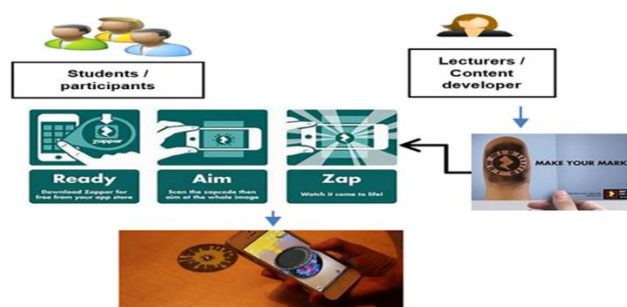 Students /
participants
Lecturers /
Content
developer
zappar
Ready
Download Zappar for
free from your app store
Aim
Scan the zapcode then
aim at the whole image
Zap
Watch it come to life!
MAKE YOUR MARK